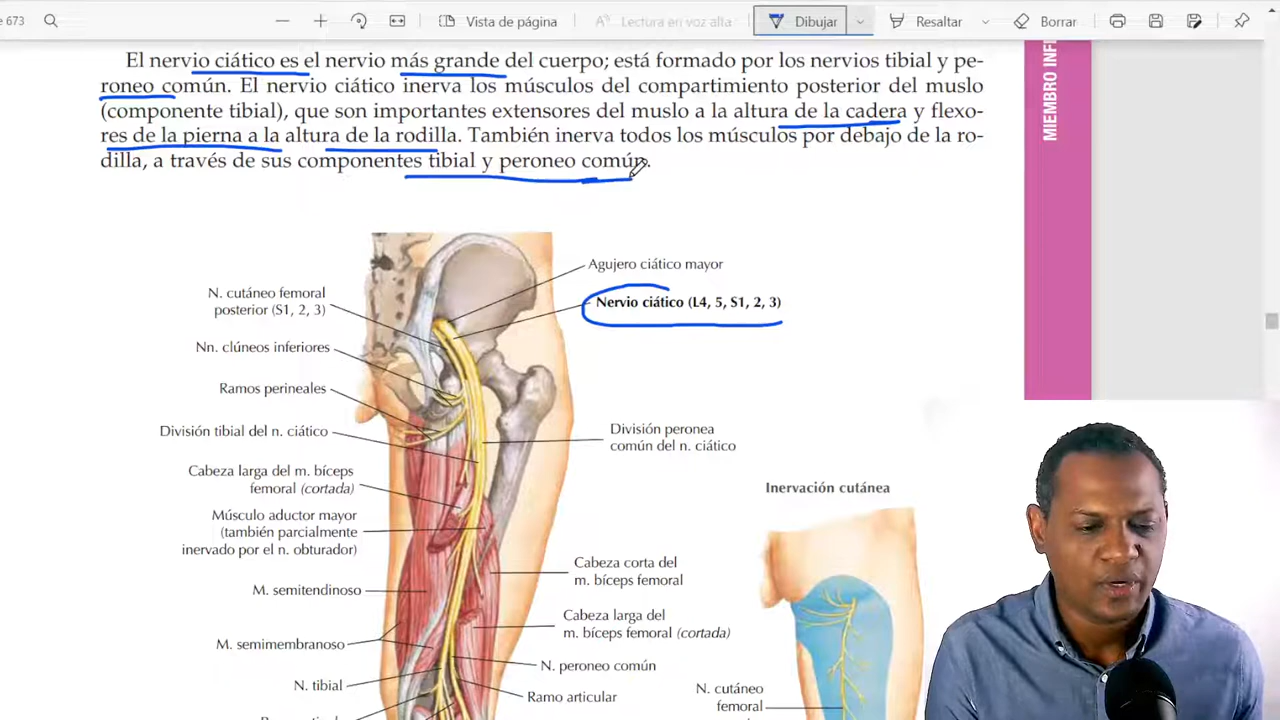 e 673
Vista de página
Lectura en voz alta
Dibujar
Resaltar
Borrar
El nervio ciático es el nervio más grande del cuerpo; está formado por los nervios tibial y pe-
roneo común. El nervio ciático inerva los músculos del compartimiento posterior del muslo
(componente tibial), que son importantes extensores del muslo a la altura de la cadera y flexo-
res de la pierna a la altura de la rodilla. También inerva todos los músculos por debajo de la ro-
dilla, a través de sus componentes tibial y peroneo común.
MIEMBRO INFE
Agujero ciático mayor
Nervio ciático (L4, 5, S1, 2, 3)
N. cutáneo femoral
posterior (S1, 2, 3)
Nn. clúneos inferiores
Ramos perineales
División tibial del n. ciático
División peronea
común del n. ciático
Cabeza larga del m. bíceps
femoral (cortada)
Músculo aductor mayor
(también parcialmente
inervado por el n. obturador)
Inervación cutánea
Cabeza corta del
m. bíceps femoral
M. semitendinoso
Cabeza larga del
m. bíceps femoral (cortada)
M. semimembranoso
N. peroneo común
N. tibial
Ramo articular
N. cutáneo
femoral